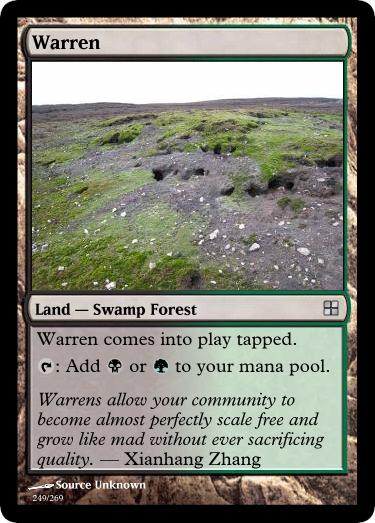 Warren
Land — Swamp Forest
Warren comes into play tapped.
: Add or to your mana pool.
Warrens allow your community to
become almost perfectly scale free and
grow like mad without ever sacrificing
quality. — Xianhang Zhang
Source Unknown
249/269